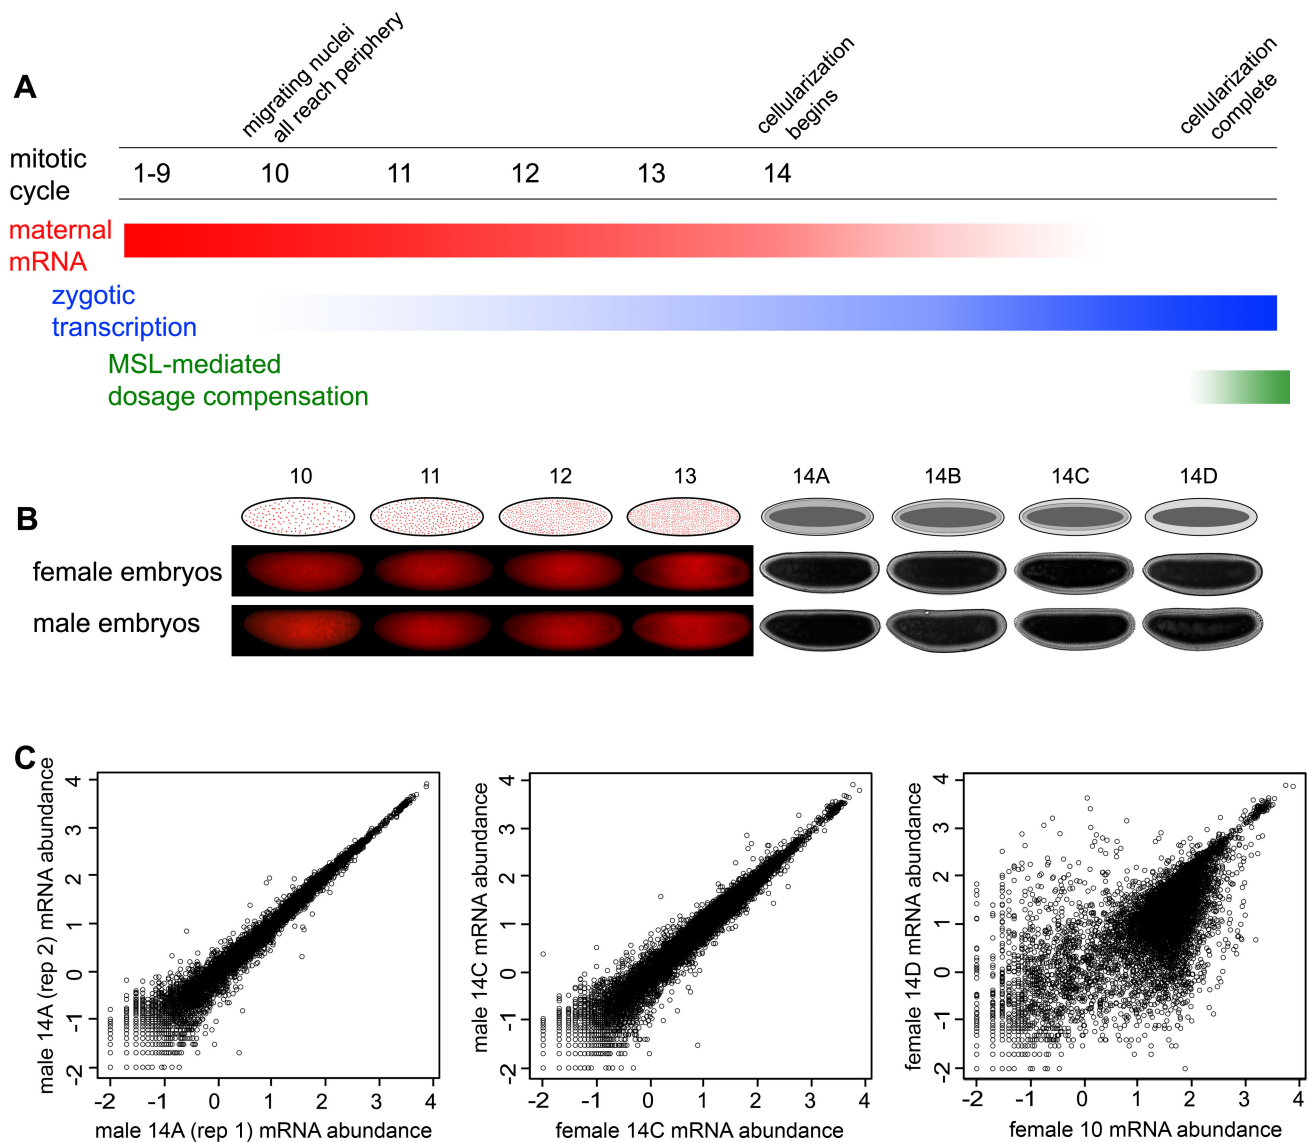 A
migrating nuclei
all reach periphery
cellularization
begins
cellularization
complete
mitotic
cycle
1-9 10 11 12 13 14
maternal
mRNA
zygotic
transcription
MSL-mediated
dosage compensation
B
10 11 12 13 14A 14B 14C 14D
female embryos
male embryos
C
male 14A (rep 2) mRNA abundance
4
3
2
1
0
-1
-2
-2 -1 0 1 2 3 4
male 14A (rep 1) mRNA abundance
male 14C mRNA abundance
4
3
2
1
0
-1
-2
-2 -1 0 1 2 3 4
female 14C mRNA abundance
female 14D mRNA abundance
4
3
2
1
0
-1
-2
-2 -1 0 1 2 3 4
female 10 mRNA abundance